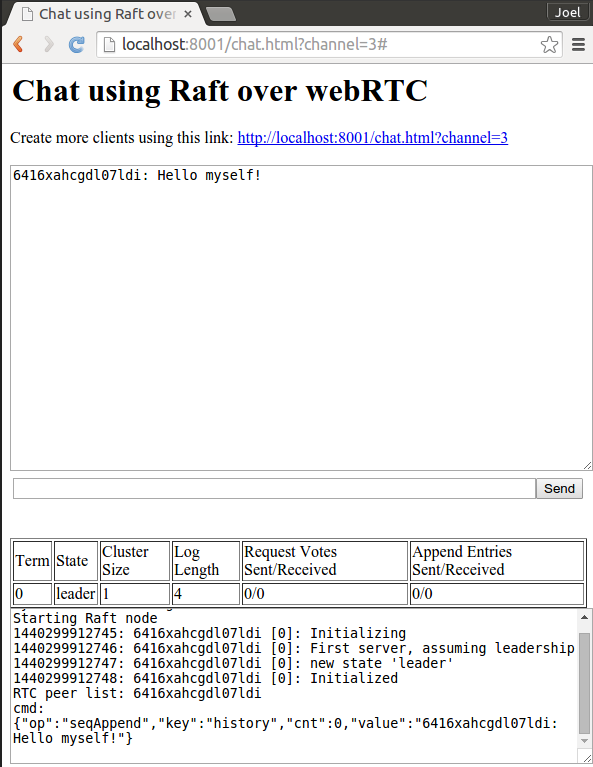 Chat using Raft over
Joel
localhost:8001/chat.html?channel=3#
Chat using Raft over webRTC
Create more clients using this link: http://localhost:8001/chat.html?channel=3
6416xahcgdl07ldi: Hello myself!
Send
Term State Cluster Size Log Length Request Votes Sent/Received Append Entries Sent/Received
0 leader 1 4 0/0 0/0
Starting Raft node
1440299912745: 6416xahcgdl07ldi [0]: Initializing
1440299912746: 6416xahcgdl07ldi [0]: First server, assuming leadership
1440299912747: 6416xahcgdl07ldi [0]: new state 'leader'
1440299912748: 6416xahcgdl07ldi [0]: Initialized
RTC peer list: 6416xahcgdl07ldi
cmd:
{"op":"seqAppend","key":"history","cnt":0,"value":"6416xahcgdl07ldi:
Hello myself!"}